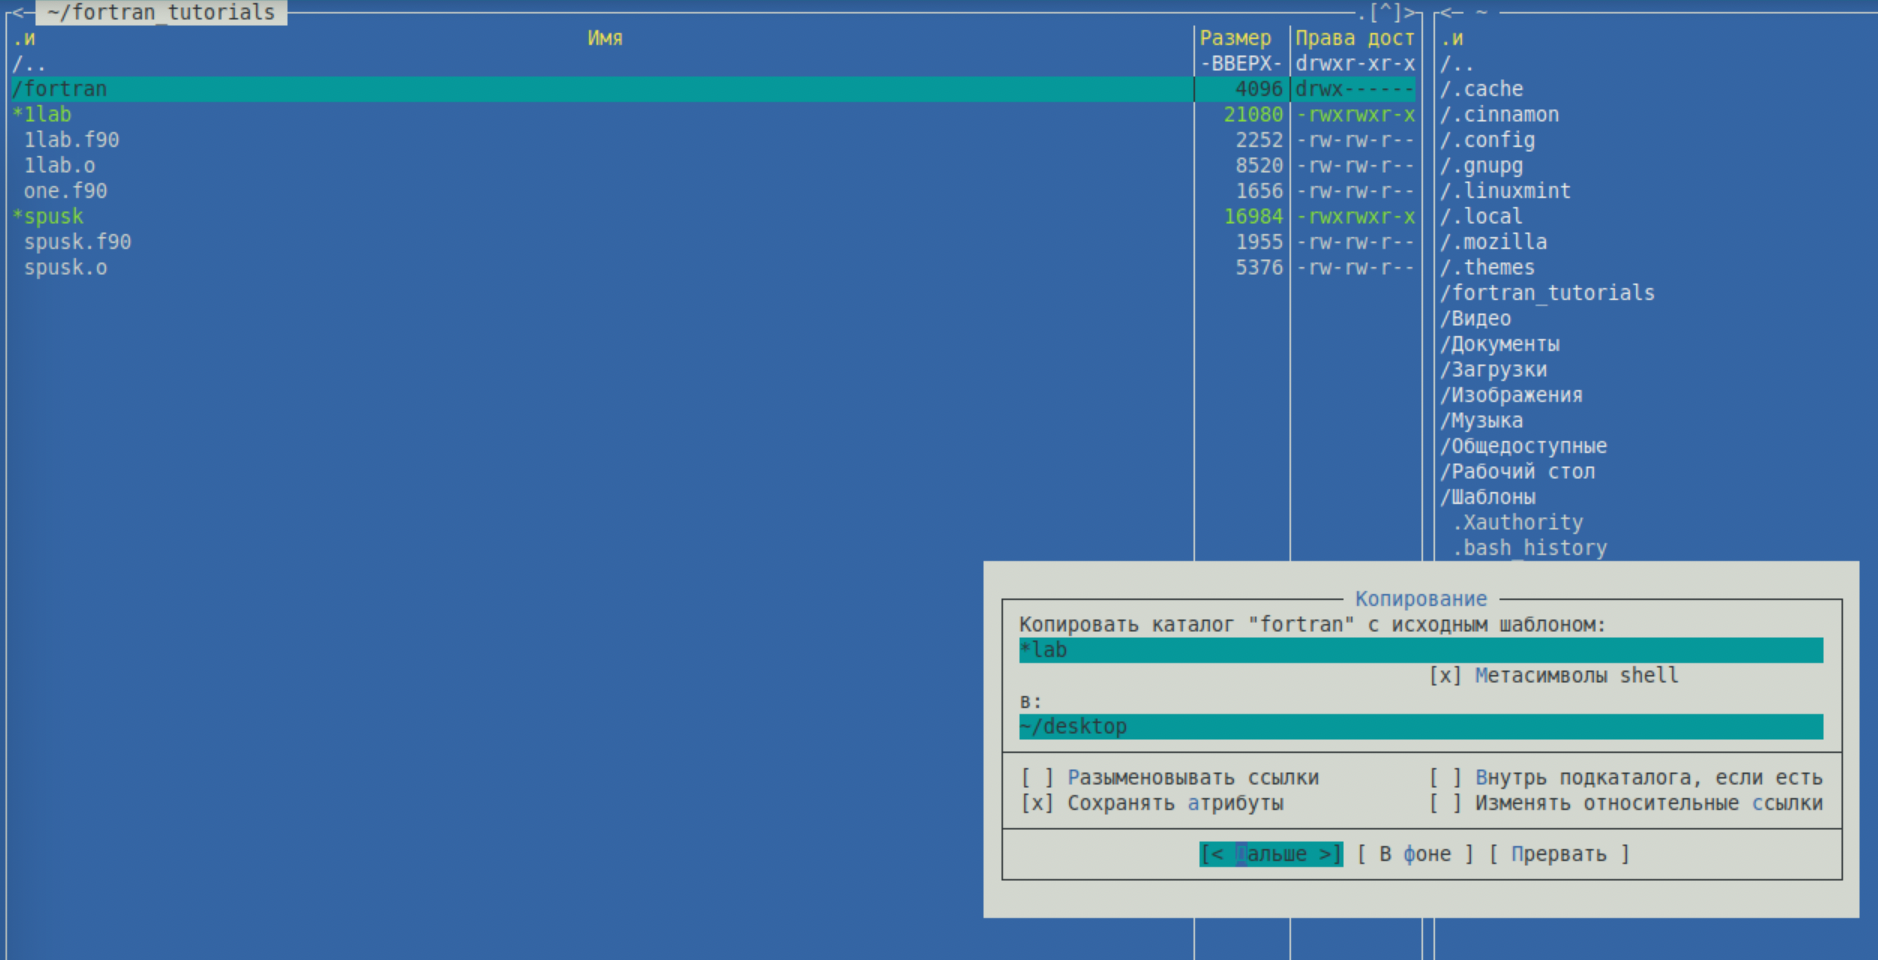 <─ ~/fortran_tutorials .[^]>
.и Имя Размер Права дост
/.. -ВВЕРХ- drwxr-xr-x
/fortran 4096 drwx------
*1lab 21080 -rwxrwxr-x
1lab.f90 2252 -rw-rw-r--
1lab.o 8520 -rw-rw-r--
one.f90 1656 -rw-rw-r--
*spusk 16984 -rwxrwxr-x
spusk.f90 1955 -rw-rw-r--
spusk.o 5376 -rw-rw-r--
<─ ~
.и
/..
/.cache
/.cinnamon
/.config
/.gnupg
/.linuxmint
/.local
/.mozilla
/.themes
/fortran_tutorials
/Видео
/Документы
/Загрузки
/Изображения
/Музыка
/Общедоступные
/Рабочий стол
/Шаблоны
.Xauthority
.bash_history
Копирование
Копировать каталог "fortran" с исходным шаблоном:
*lab
[x] Метасимволы shell
в:
~/desktop
[ ] Разыменовывать ссылки [ ] Внутрь подкаталога, если есть
[x] Сохранять атрибуты [ ] Изменять относительные ссылки
[< Дальше >] [ В фоне ] [ Прервать ]